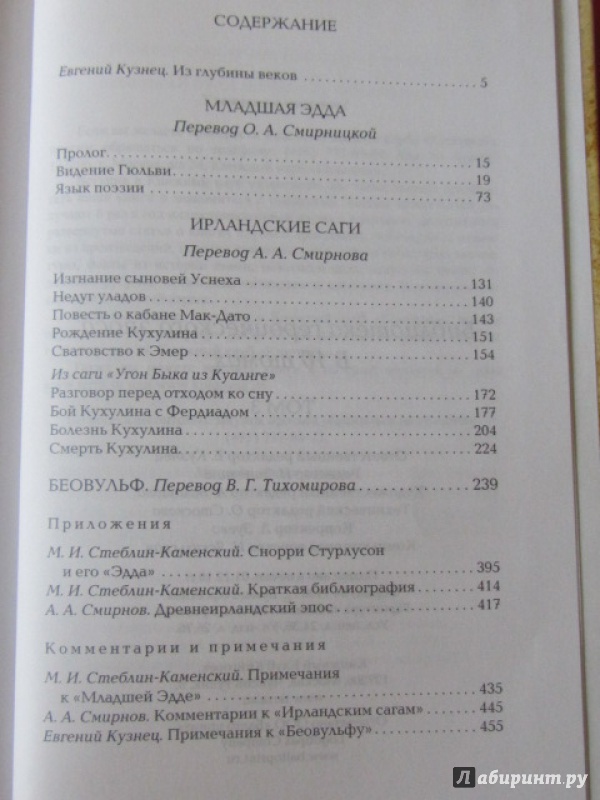 СОДЕРЖАНИЕ
Евгений Кузнец. Из глубины веков ........ 5
МЛАДШАЯ ЭДДА
Перевод О. А. Смирницкой
Пролог ........ 15
Видение Гюльви ........ 19
Язык поэзии ........ 73
ИРЛАНДСКИЕ САГИ
Перевод А. А. Смирнова
Изгнание сыновей Уснеха ........ 131
Недуг уладов ........ 140
Повесть о кабане Мак-Дато ........ 143
Рождение Кухулина ........ 151
Сватовство к Эмер ........ 154
Из саги «Угон Быка из Куалнге»
Разговор перед отходом ко сну ........ 172
Бой Кухулина с Фердиадом ........ 177
Болезнь Кухулина ........ 204
Смерть Кухулина ........ 224
БЕОВУЛЬФ. Перевод В. Г. Тихомирова ........ 239
Приложения
М. И. Стеблин-Каменский. Снорри Стурлусон
и его «Эдда» ........ 395
М. И. Стеблин-Каменский. Краткая библиография ........ 414
А. А. Смирнов. Древнеирландский эпос ........ 417
Комментарии и примечания
М. И. Стеблин-Каменский. Примечания
к «Младшей Эдде» ........ 435
А. А. Смирнов. Комментарии к «Ирландским сагам» ........ 445
Евгений Кузнец. Примечания к «Беовульфу» ........ 455
Лабиринт.ру